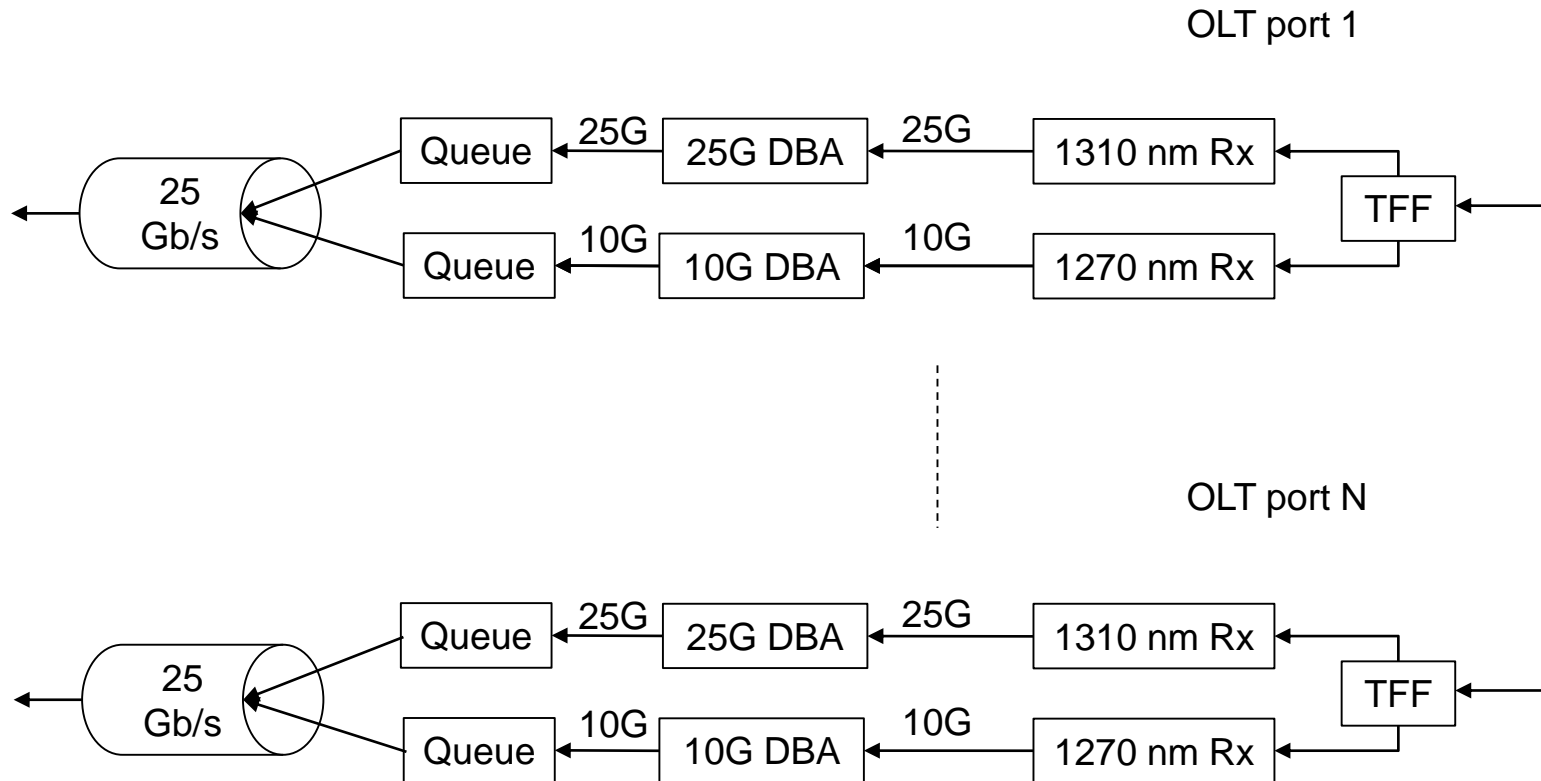 OLT port 1
25G
25G
Queue
25G DBA
1310 nm Rx
25
Gb/s
TFF
10G
10G
Queue
10G DBA
1270 nm Rx
OLT port N
25G
25G
Queue
25G DBA
1310 nm Rx
25
Gb/s
TFF
10G
10G
Queue
10G DBA
1270 nm Rx